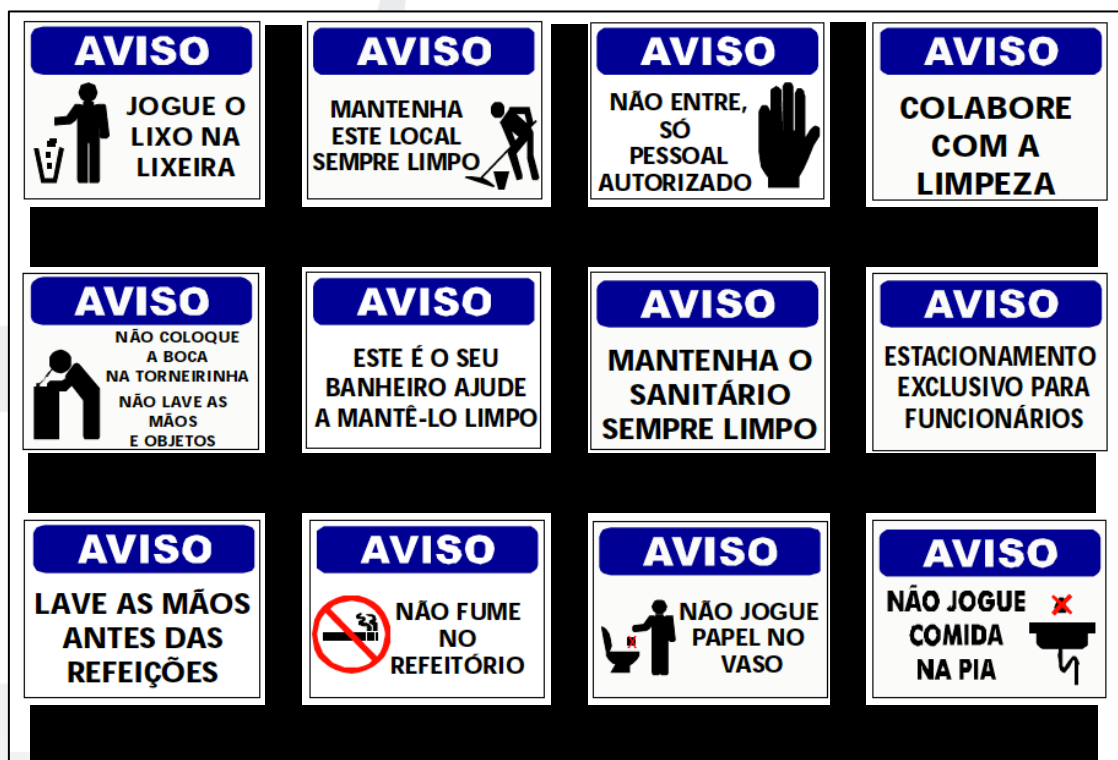 AVISO
JOGUE O
LIXO NA
LIXEIRA
AVISO
MANTENHA
ESTE LOCAL
SEMPRE LIMPO
AVISO
NÃO ENTRE,
SÓ
PESSOAL
AUTORIZADO
AVISO
COLABORE
COM A
LIMPEZA
AVISO
NÃO COLOQUE
A BOCA
NA TORNEIRINHA
NÃO LAVE AS
MÃOS
E OBJETOS
AVISO
ESTE É O SEU
BANHEIRO AJUDE
A MANTÊ-LO LIMPO
AVISO
MANTENHA O
SANITÁRIO
SEMPRE LIMPO
AVISO
ESTACIONAMENTO
EXCLUSIVO PARA
FUNCIONÁRIOS
AVISO
LAVE AS MÃOS
ANTES DAS
REFEIÇÕES
AVISO
NÃO FUME
NO
REFEITÓRIO
AVISO
NÃO JOGUE
PAPEL NO
VASO
AVISO
NÃO JOGUE
COMIDA
NA PIA